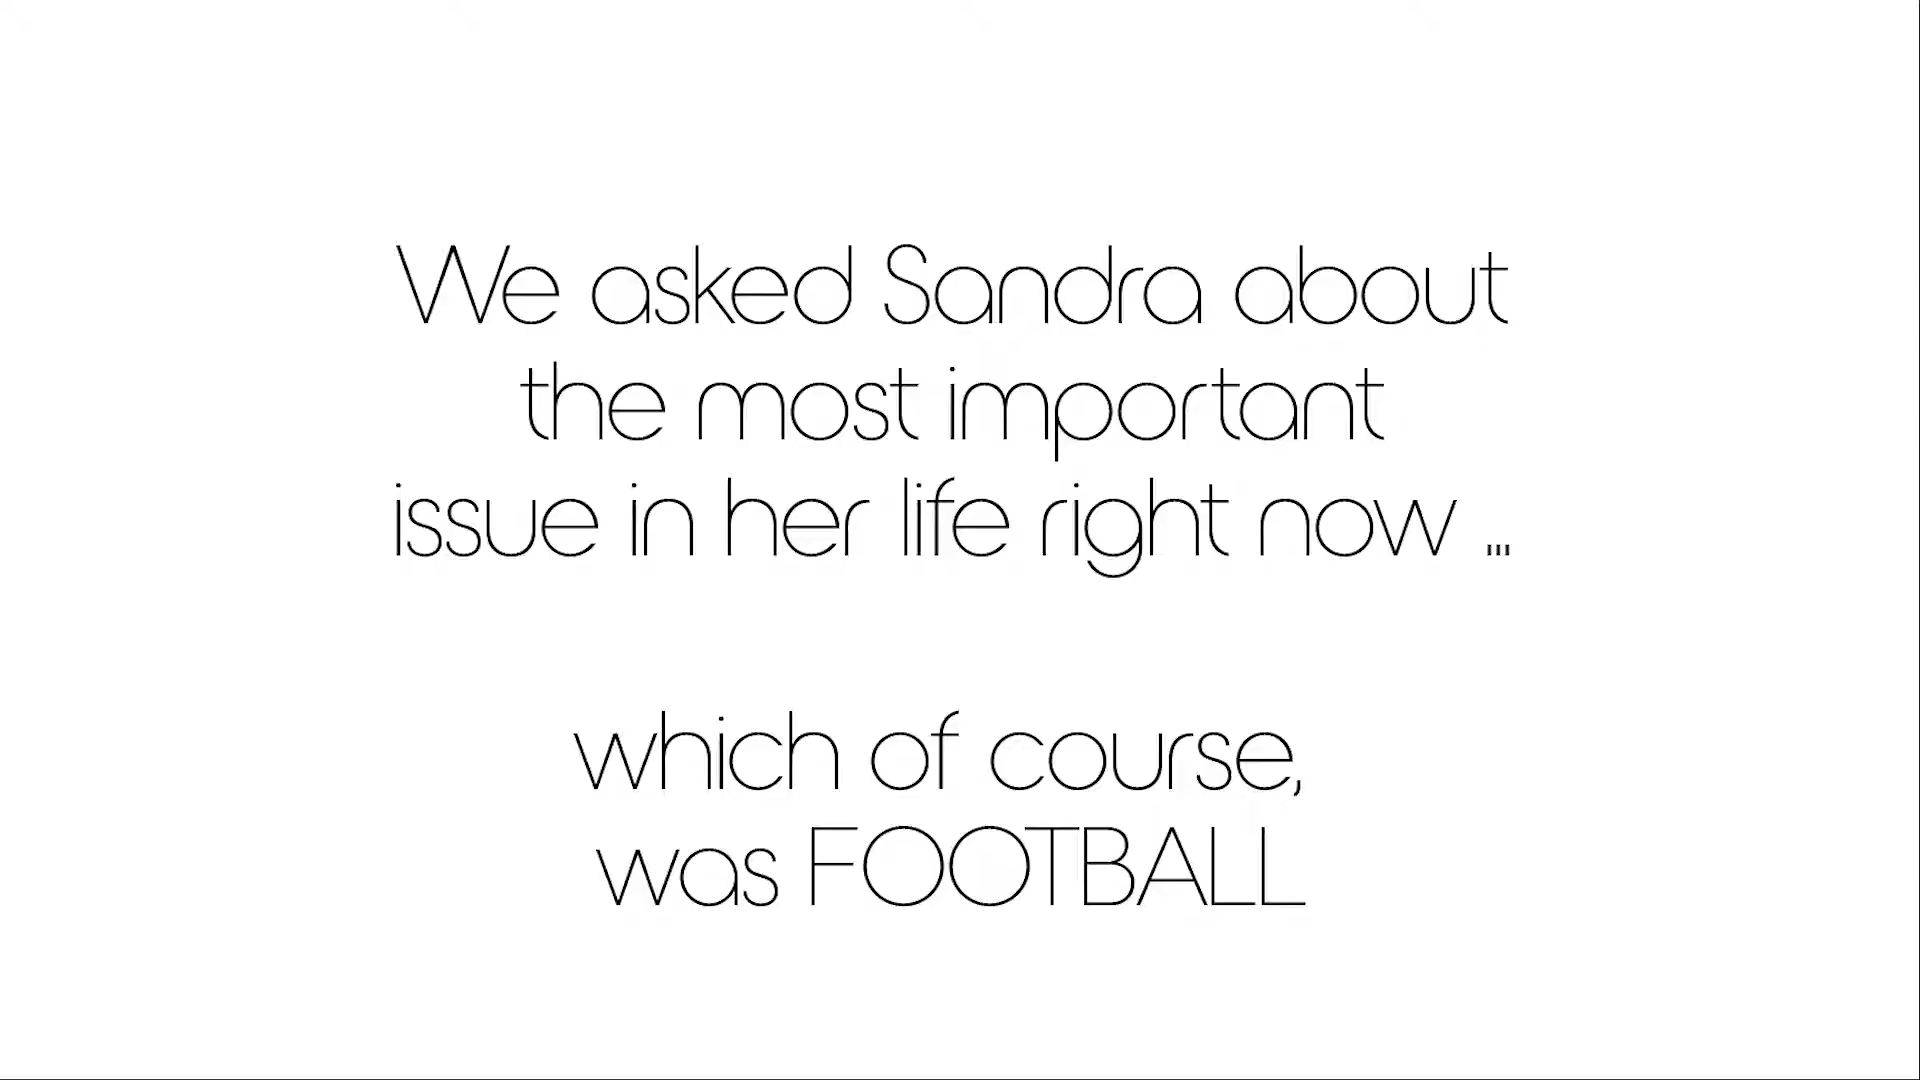 We asked Sandra about
the most important
issue in her life right now ...
which of course,
was FOOTBALL